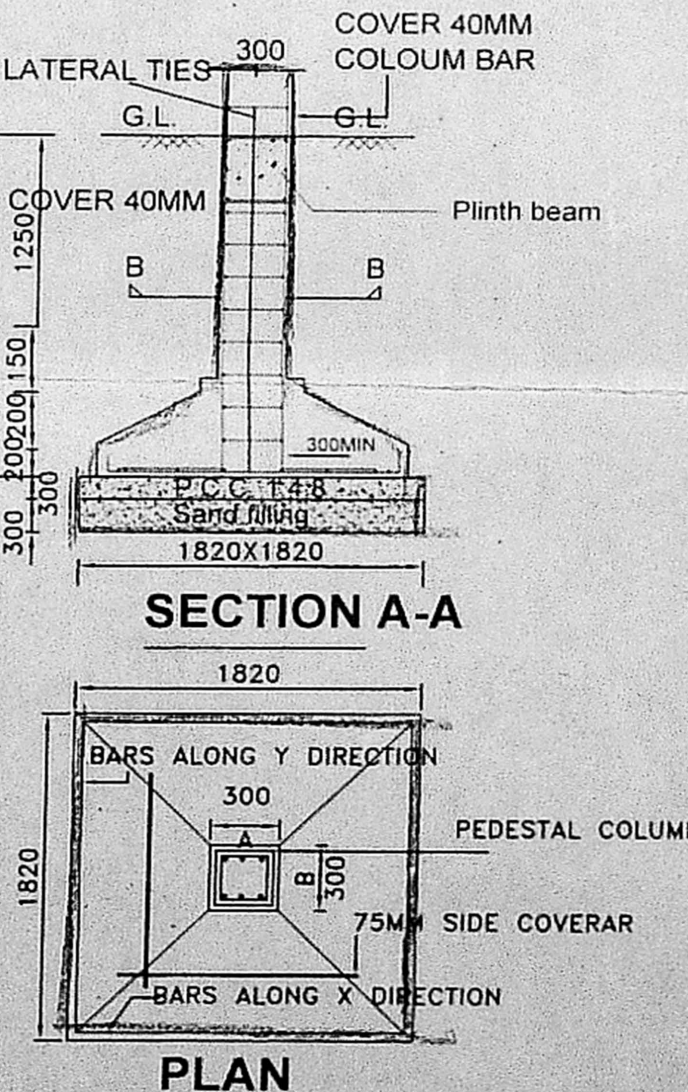 COVER 40MM
COLOUM BAR
300
LATERAL TIES
G.L.
G.L.
COVER 40MM
Plinth beam
1250
B
B
150
200
200
300
300
300MIN
P.C.C 1:4:8
Sand filling
1820X1820
SECTION A-A
1820
BARS ALONG Y DIRECTION
300
A
B
300
PEDESTAL COLUM
1820
75MM SIDE COVERAR
BARS ALONG X DIRECTION
PLAN